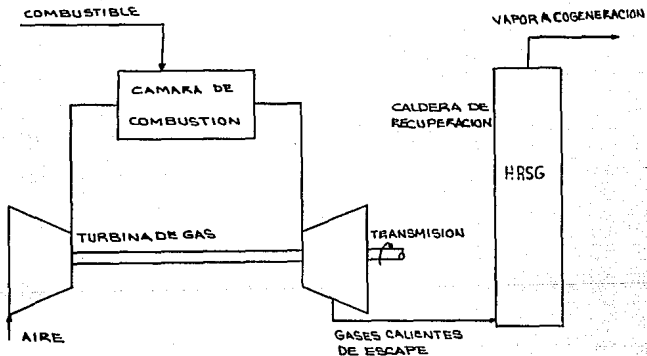 COMBUSTIBLE
VAPOR A COGENERACION
CAMARA DE
COMBUSTION
CALDERA DE
RECUPERACION
HRSG
TURBINA DE GAS
TRANSMISION
AIRE
GASES CALIENTES
DE ESCAPE